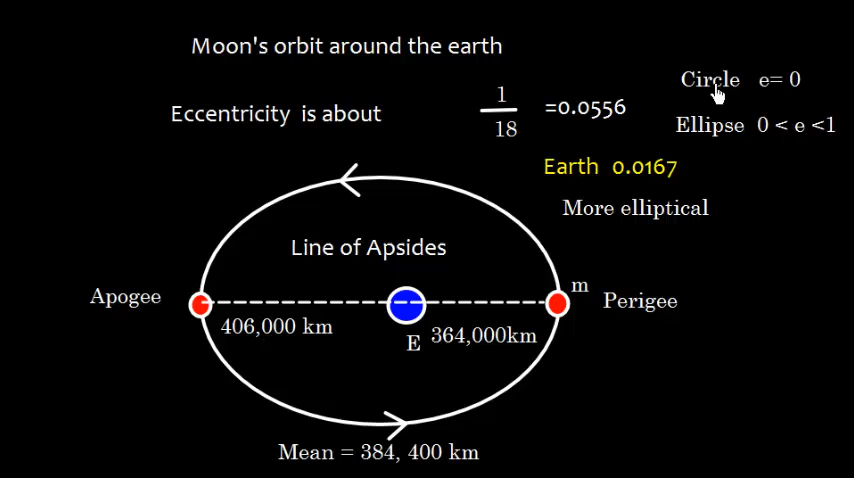 Moon's orbit around the earth
Circle e= 0
Eccentricity is about 1/18 =0.0556
Ellipse 0 < e <1
Earth 0.0167
More elliptical
Line of Apsides
m
Apogee
Perigee
406,000 km
E
364,000km
Mean = 384, 400 km